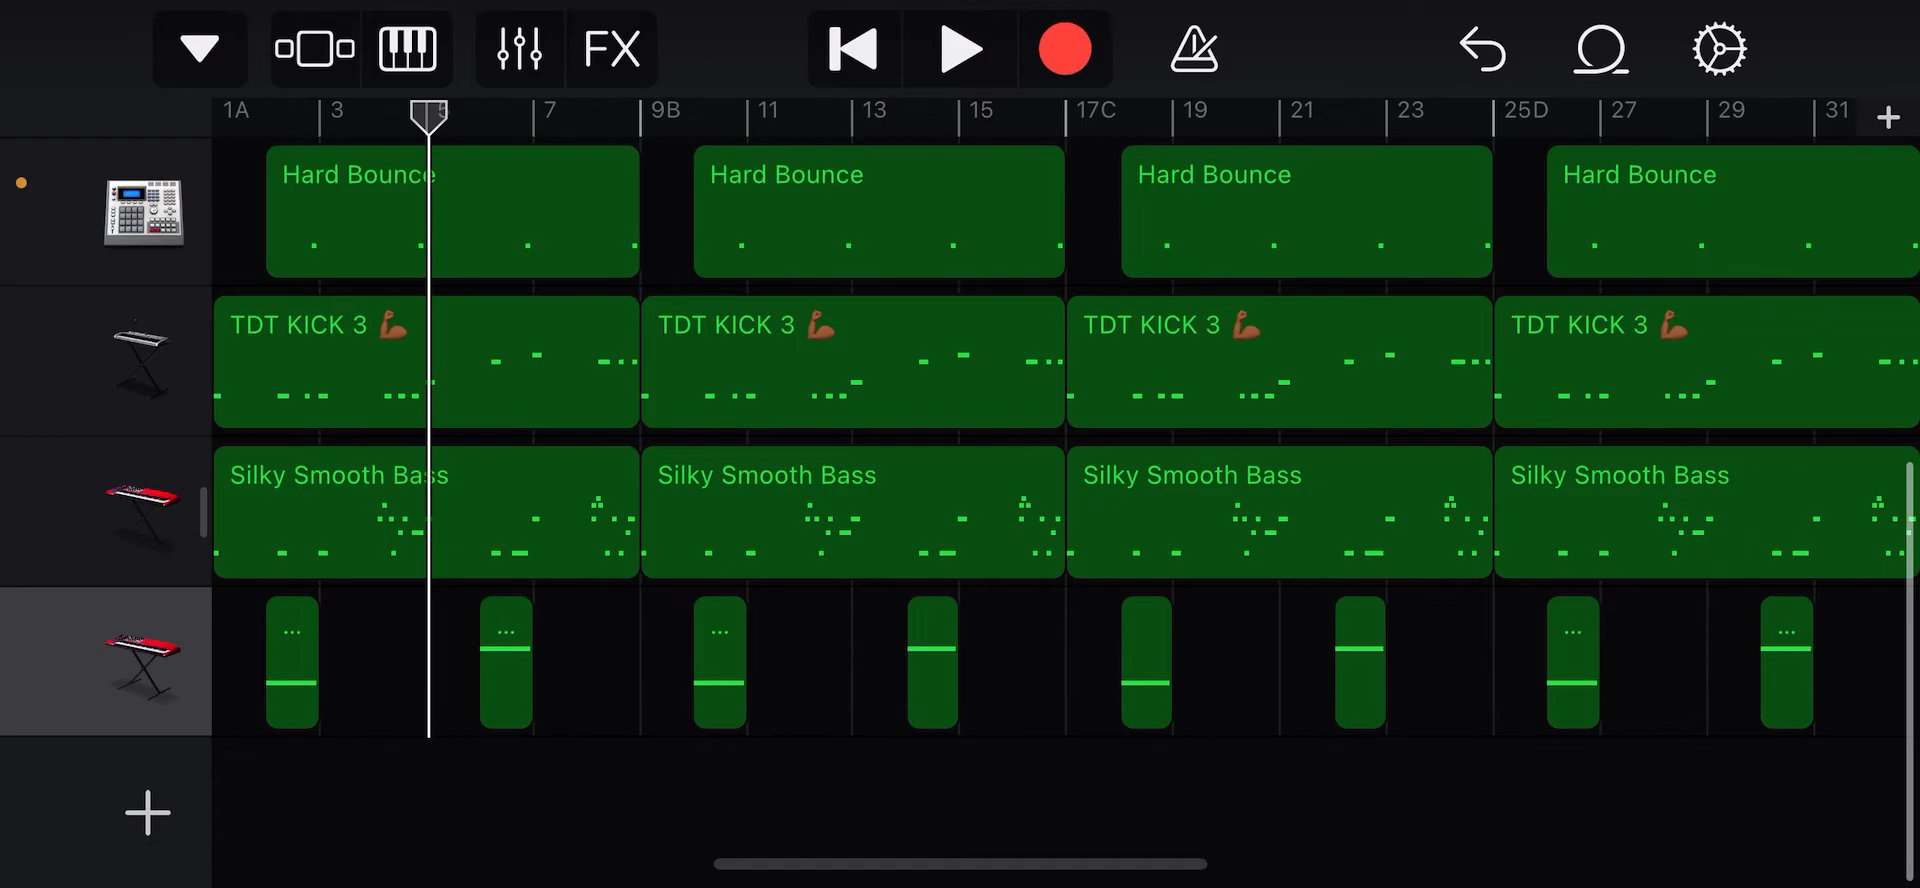 FX
1A 3 5 7 9B 11 13 15 17C 19 21 23 25D 27 29 31
Hard Bounce Hard Bounce Hard Bounce Hard Bounce
TDT KICK 3 💪🏾 TDT KICK 3 💪🏾 TDT KICK 3 💪🏾 TDT KICK 3 💪🏾
Silky Smooth Bass Silky Smooth Bass Silky Smooth Bass Silky Smooth Bass
... ... ... ... ...